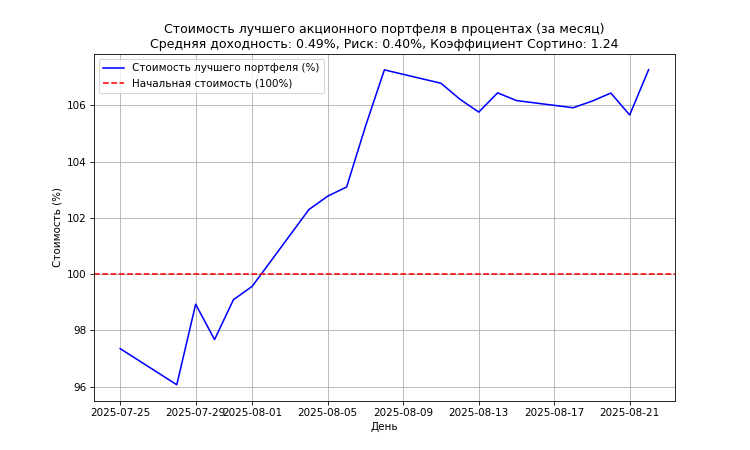 Стоимость лучшего акционного портфеля в процентах (за месяц)
Средняя доходность: 0.49%, Риск: 0.40%, Коэффициент Сортино: 1.24
Стоимость лучшего портфеля (%)
Начальная стоимость (100%)
Стоимость (%)
106
104
102
100
98
96
2025-07-25 2025-07-29 2025-08-01 2025-08-05 2025-08-09 2025-08-13 2025-08-17 2025-08-21
День